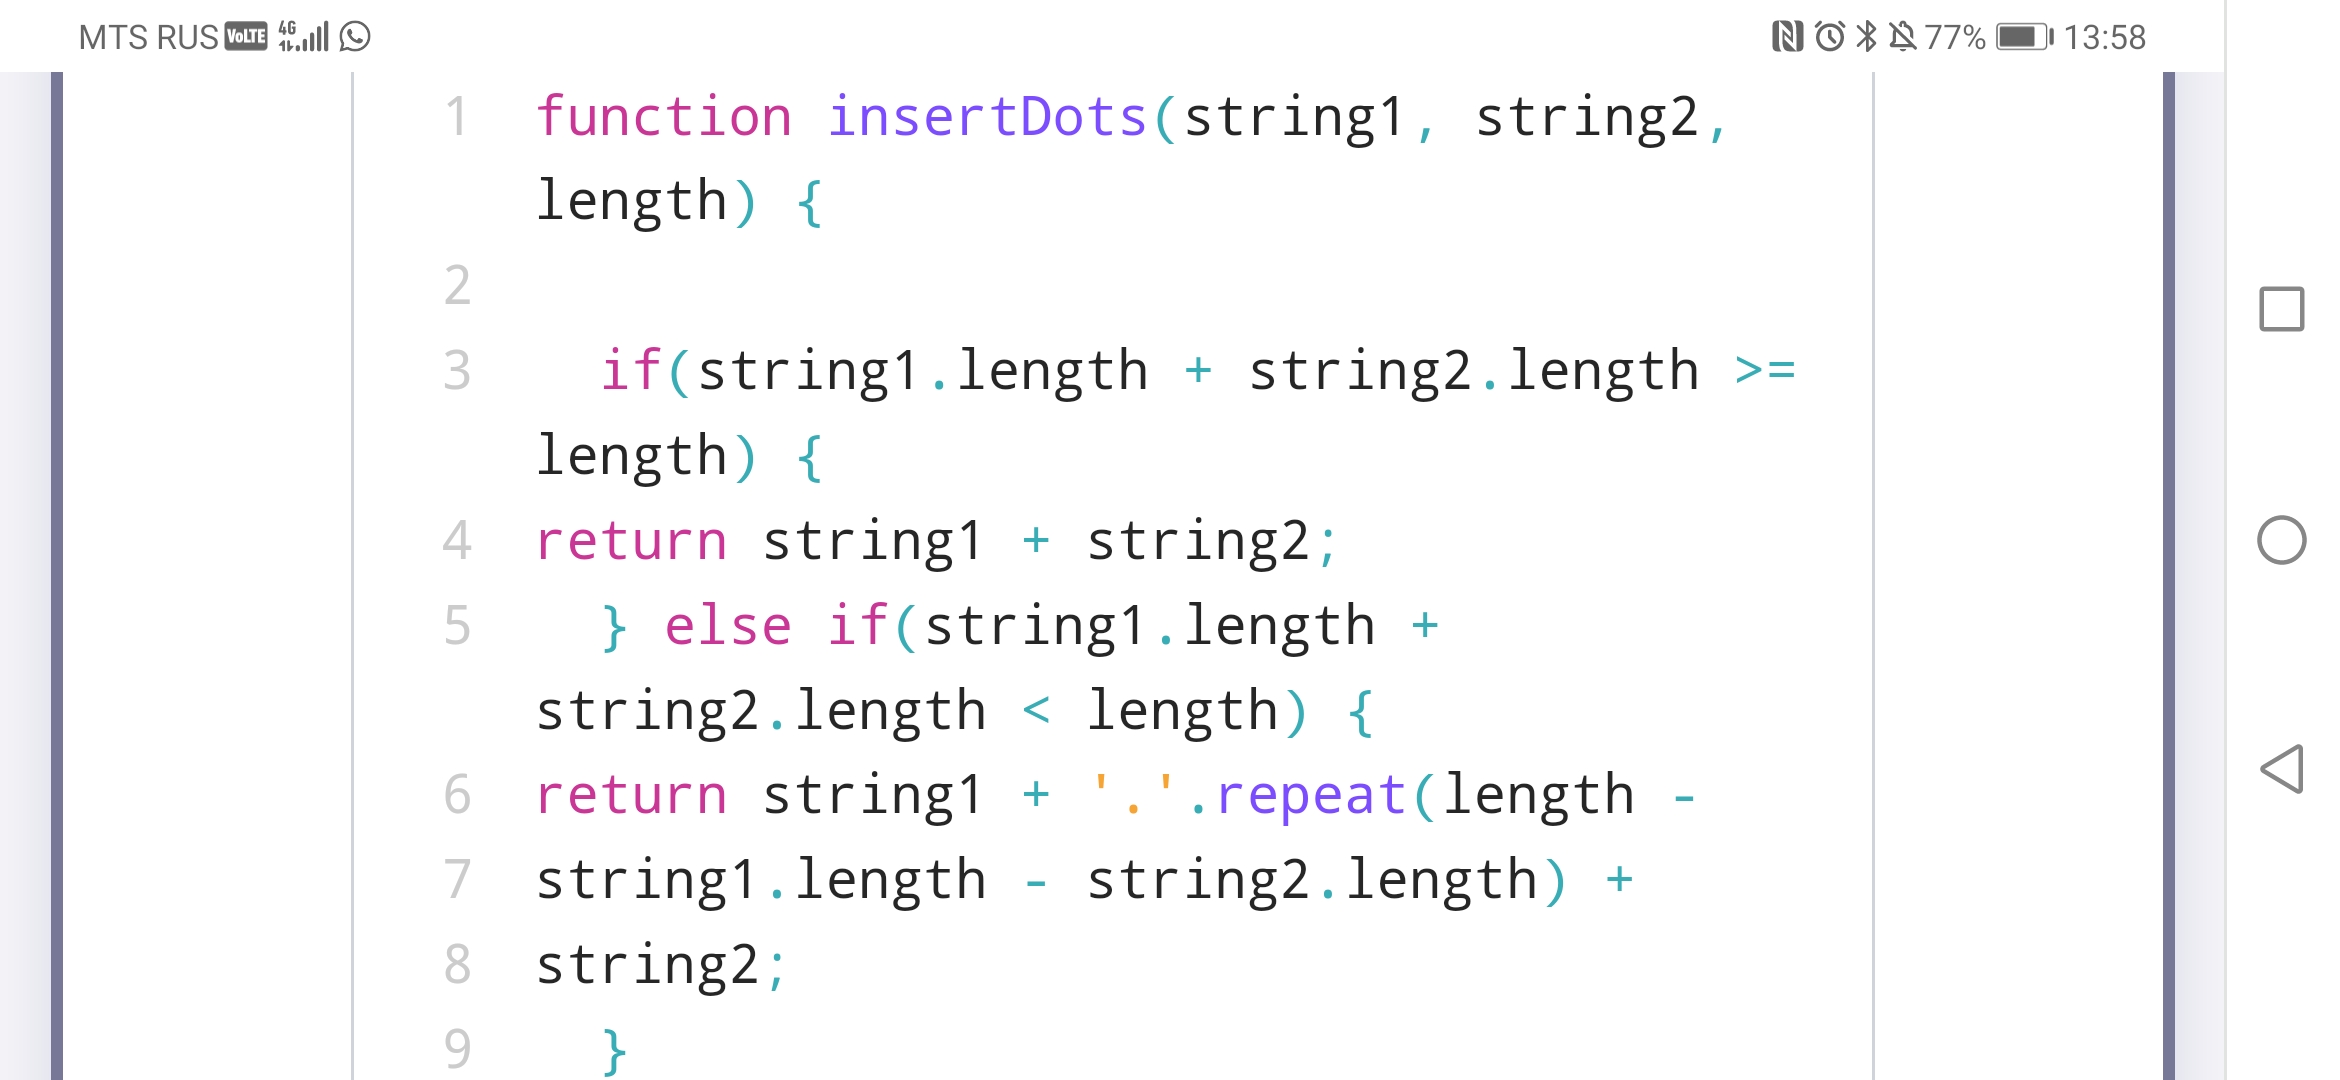 MTS RUS VoLTE 4G 77% 13:58
1 function insertDots(string1, string2,
length) {
2
3 if(string1.length + string2.length >=
length) {
4 return string1 + string2;
5 } else if(string1.length +
string2.length < length) {
6 return string1 + '.'.repeat(length -
7 string1.length - string2.length) +
8 string2;
9 }